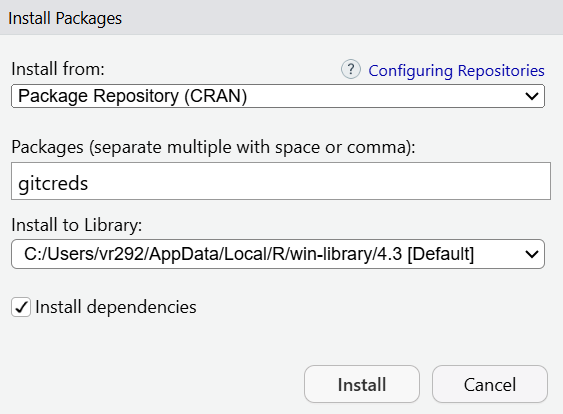 Install Packages
Install from:
? Configuring Repositories
Package Repository (CRAN)
Packages (separate multiple with space or comma):
gitcreds
Install to Library:
C:/Users/vr292/AppData/Local/R/win-library/4.3 [Default]
Install dependencies
Install
Cancel